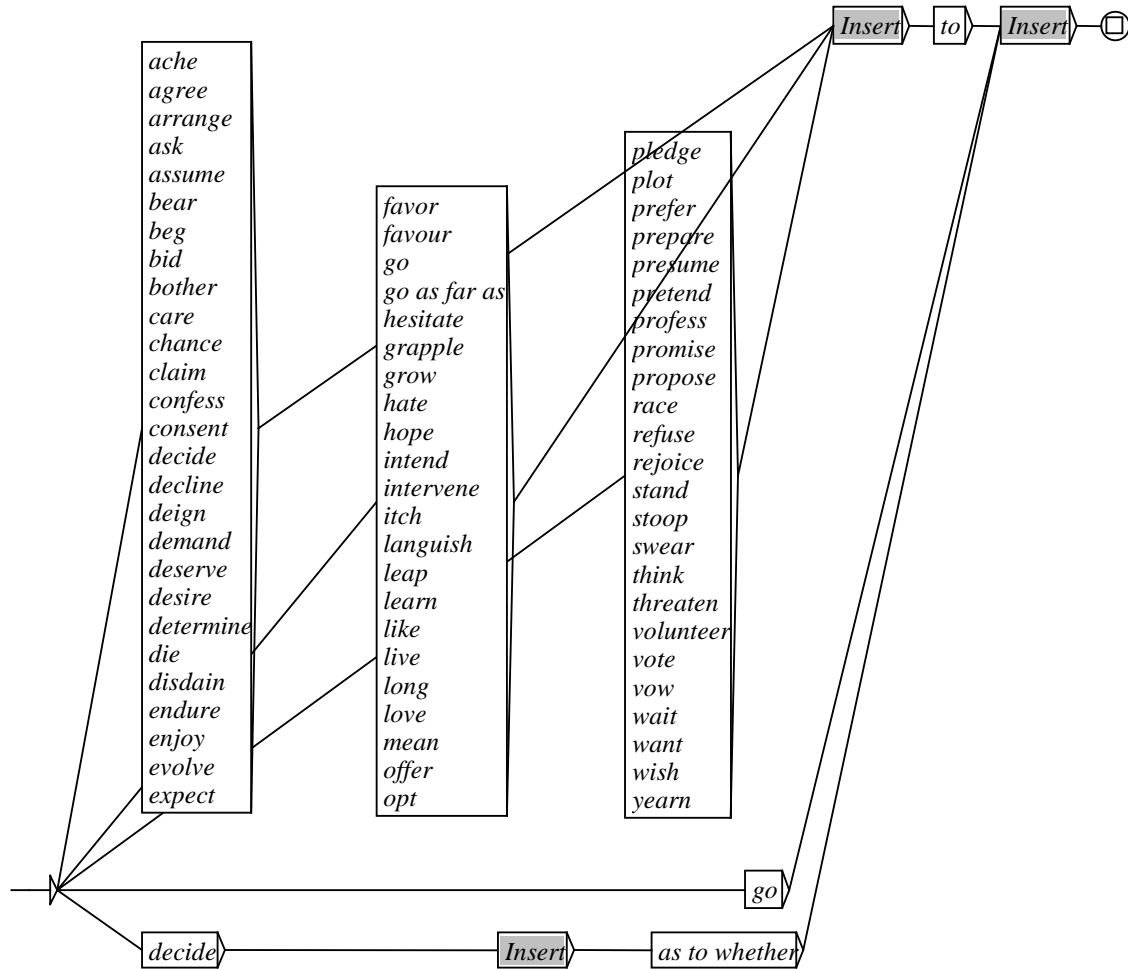 Insert
to
Insert
ache
agree
arrange
ask
assume
bear
beg
bid
bother
care
chance
claim
confess
consent
decide
decline
deign
demand
deserve
desire
determine
die
disdain
endure
enjoy
evolve
expect
favor
favour
go
go as far as
hesitate
grapple
grow
hate
hope
intend
intervene
itch
languish
leap
learn
like
live
long
love
mean
offer
opt
pledge
plot
prefer
prepare
presume
pretend
profess
promise
propose
race
refuse
rejoice
stand
stoop
swear
think
threaten
volunteer
vote
vow
wait
want
wish
yearn
go
decide
Insert
as to whether